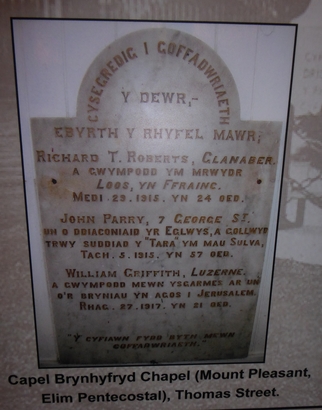 CYSEGREDIG I GOFFADWRIAETH
Y DEWR,-
EBYRTH Y RHYFEL MAWR;
RICHARD T. ROBERTS, GLANABER.
A GWYMPODD YM MRWYDR
LOOS, YN FFRAINC.
MEDI 29. 1915. YN 24 OED.
JOHN PARRY, 7 GEORGE ST.
UN O DDIACONIAID YR EGLWYS, A GOLLWYD
TRWY SUDDIAD Y "TARA" YM MAU SULVA,
TACH. 5. 1915. YN 57 OED.
WILLIAM GRIFFITH, LUZERNE.
A GWYMPODD MEWN YSGARMES AR UN
O'R BRYNIAU YN AGOS I JERUSALEM.
RHAG. 27. 1917. YN 21 OED.
"Y CYFIAWN FYDD BYTH MEWN
COFFADWRIAETH."
Capel Brynhyfryd Chapel (Mount Pleasant,
Elim Pentecostal), Thomas Street.